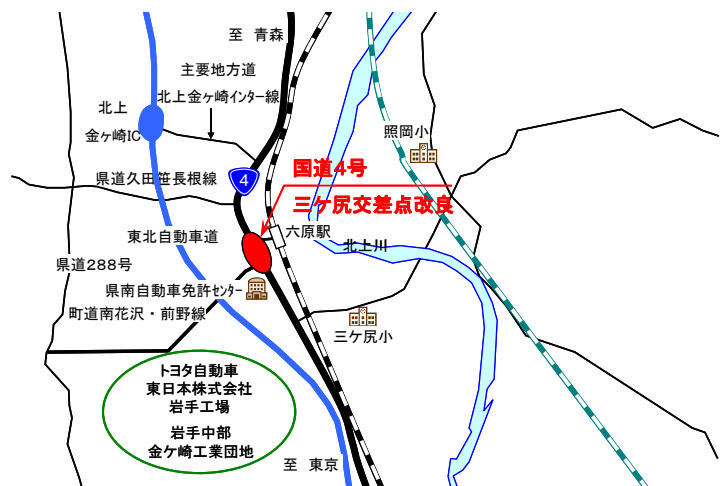 至 青森
主要地方道
北上金ヶ崎インター線
北上
金ヶ崎IC
照岡小
国道4号
4
県道久田笹長根線
三ケ尻交差点改良
六原駅
東北自動車道
北上川
県道288号
県南自動車免許センター
町道南花沢・前野線
三ケ尻小
トヨタ自動車
東日本株式会社
岩手工場
岩手中部
金ケ崎工業団地
至 東京